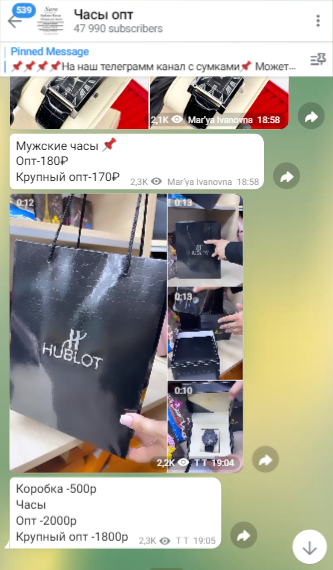 539
Часы опт
47 990 subscribers
Pinned Message
📌📌📌📌На наш телеграмм канал с сумками📌 Может...
2,1K Mar'ya Ivanovna 18:58
Мужские часы 📌
Опт-180₽
Крупный опт-170₽
2,3K Mar'ya Ivanovna 18:58
0:12
0:13
HUBLOT
0:13
0:10
2,2K T T 19:04
Коробка -500р
Часы
Опт -2000р
Крупный опт -1800р
2,3K T T 19:05